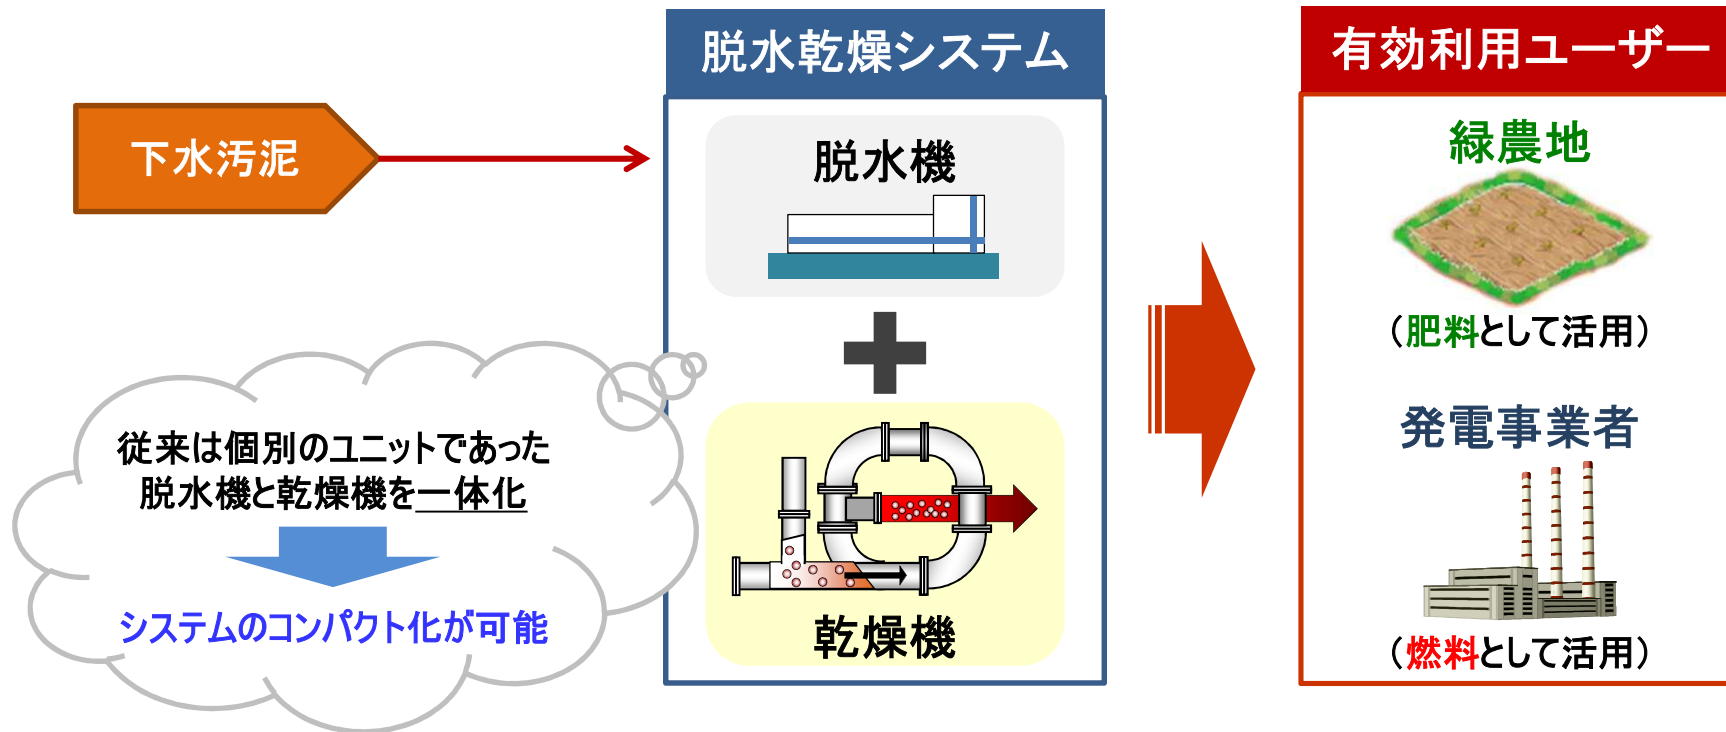 下水汚泥
脱水乾燥システム
脱水機
乾燥機
従来は個別のユニットであった
脱水機と乾燥機を一体化
システムのコンパクト化が可能
有効利用ユーザー
緑農地
（肥料として活用）
発電事業者
（燃料として活用）